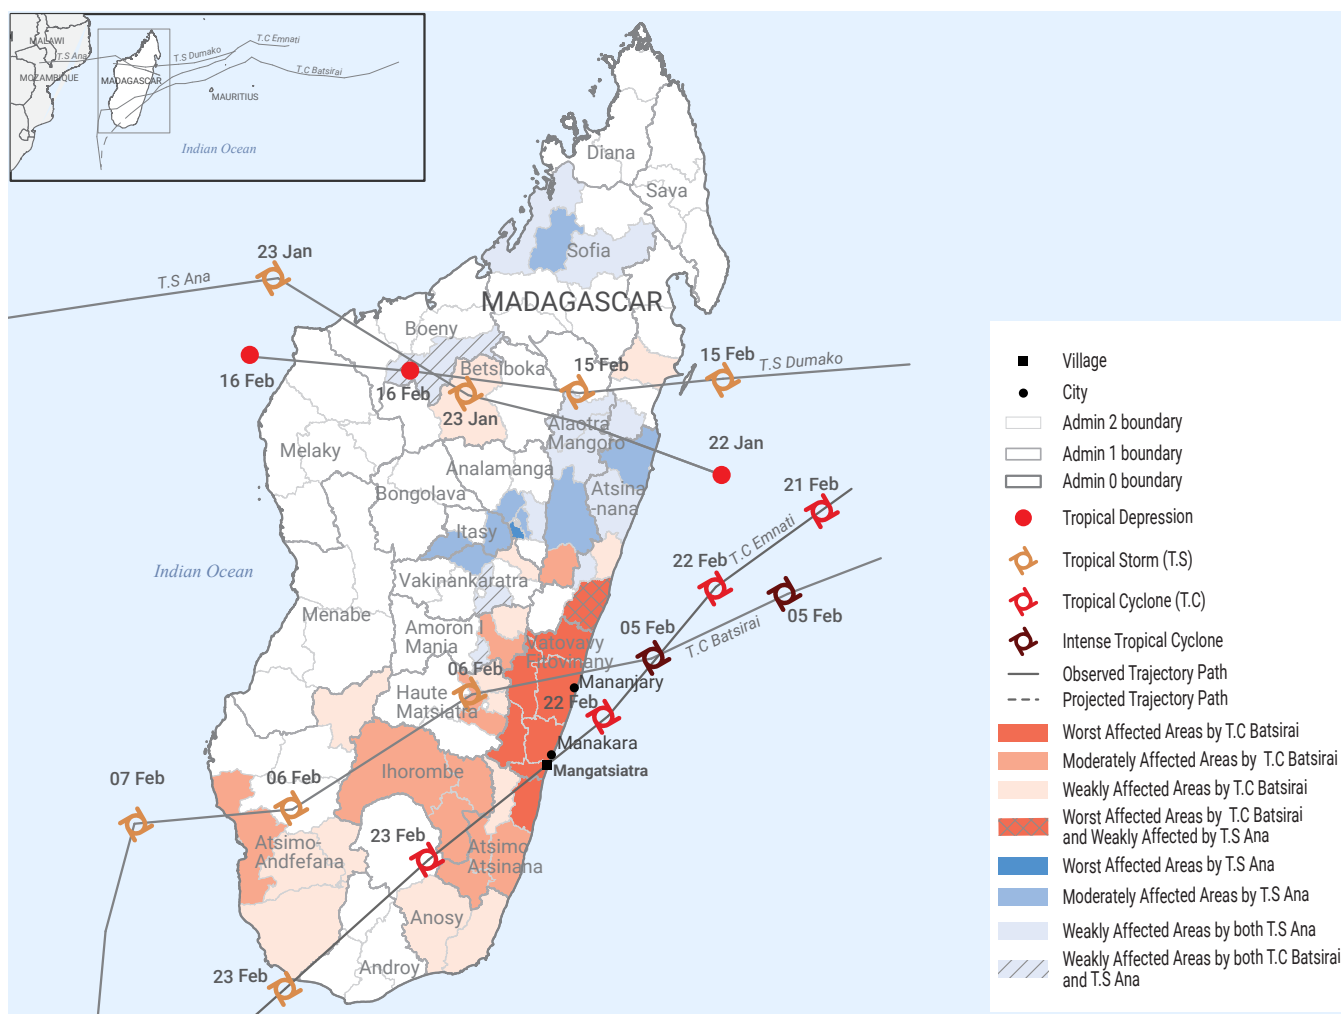 MALAWI
T.S Ana
MOZAMBIQUE
MADAGASCAR
T.S Dumako
T.C Emnati
T.C Batsirai
MAURITIUS
Indian Ocean
Diana
Sava
Sofia
23 Jan
T.S Ana
MADAGASCAR
Boeny
16 Feb
16 Feb
Betsiboka
23 Jan
15 Feb
15 Feb
T.S Dumako
Alaotra
Mangoro
22 Jan
Melaky
Analamanga
Bongolava
Atsina
-nana
21 Feb
Itasy
T.C Emnati
Indian Ocean
22 Feb
Vakinankaratra
05 Feb
Menabe
Amoron I
Mania
05 Feb
T.C Batsirai
Vatovavy
Fitovinany
06 Feb
Mananjary
Haute
Matsiatra
22 Feb
Manakara
Mangatsiatra
Ihorombe
07 Feb
06 Feb
23 Feb
Atsimo-
Andfefana
Atsimo
Atsinana
Anosy
Androy
23 Feb
Village
City
Admin 2 boundary
Admin 1 boundary
Admin 0 boundary
Tropical Depression
Tropical Storm (T.S)
Tropical Cyclone (T.C)
Intense Tropical Cyclone
Observed Trajectory Path
Projected Trajectory Path
Worst Affected Areas by T.C Batsirai
Moderately Affected Areas by T.C Batsirai
Weakly Affected Areas by T.C Batsirai
Worst Affected Areas by T.C Batsirai
and Weakly Affected by T.S Ana
Worst Affected Areas by T.S Ana
Moderately Affected Areas by T.S Ana
Weakly Affected Areas by both T.S Ana
Weakly Affected Areas by both T.C Batsirai
and T.S Ana